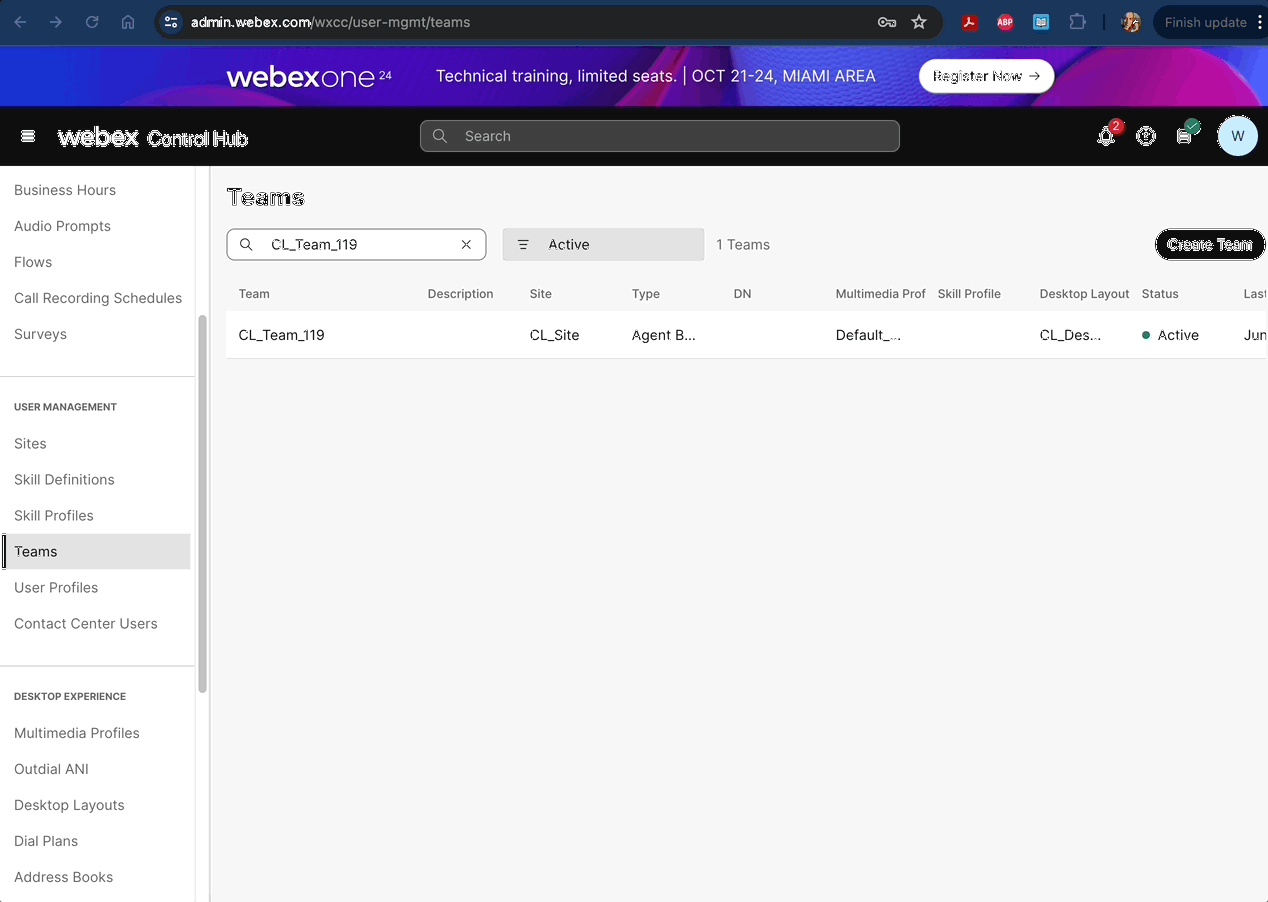 admin.webex.com/wxcc/user-mgmt/teams
ABP
Finish update
webexone 24
Technical training, limited seats. | OCT 21-24, MIAMI AREA
Register Now →
webex Control Hub
Search
2
W
Business Hours
Audio Prompts
Flows
Call Recording Schedules
Surveys
USER MANAGEMENT
Sites
Skill Definitions
Skill Profiles
Teams
User Profiles
Contact Center Users
DESKTOP EXPERIENCE
Multimedia Profiles
Outdial ANI
Desktop Layouts
Dial Plans
Address Books
Teams
CL_Team_119
Active
1 Teams
Create Team
Team Description Site Type DN Multimedia Prof Skill Profile Desktop Layout Status Last
CL_Team_119 CL_Site Agent B... Default_... CL_Des... Active Jun